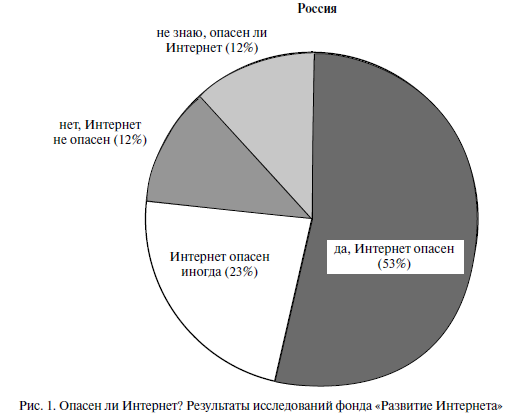 Россия
не знаю, опасен ли
Интернет (12%)
нет, Интернет
не опасен (12%)
да, Интернет опасен
(53%)
Интернет опасен
иногда (23%)
Рис. 1. Опасен ли Интернет? Результаты исследований фонда «Развитие Интернета»